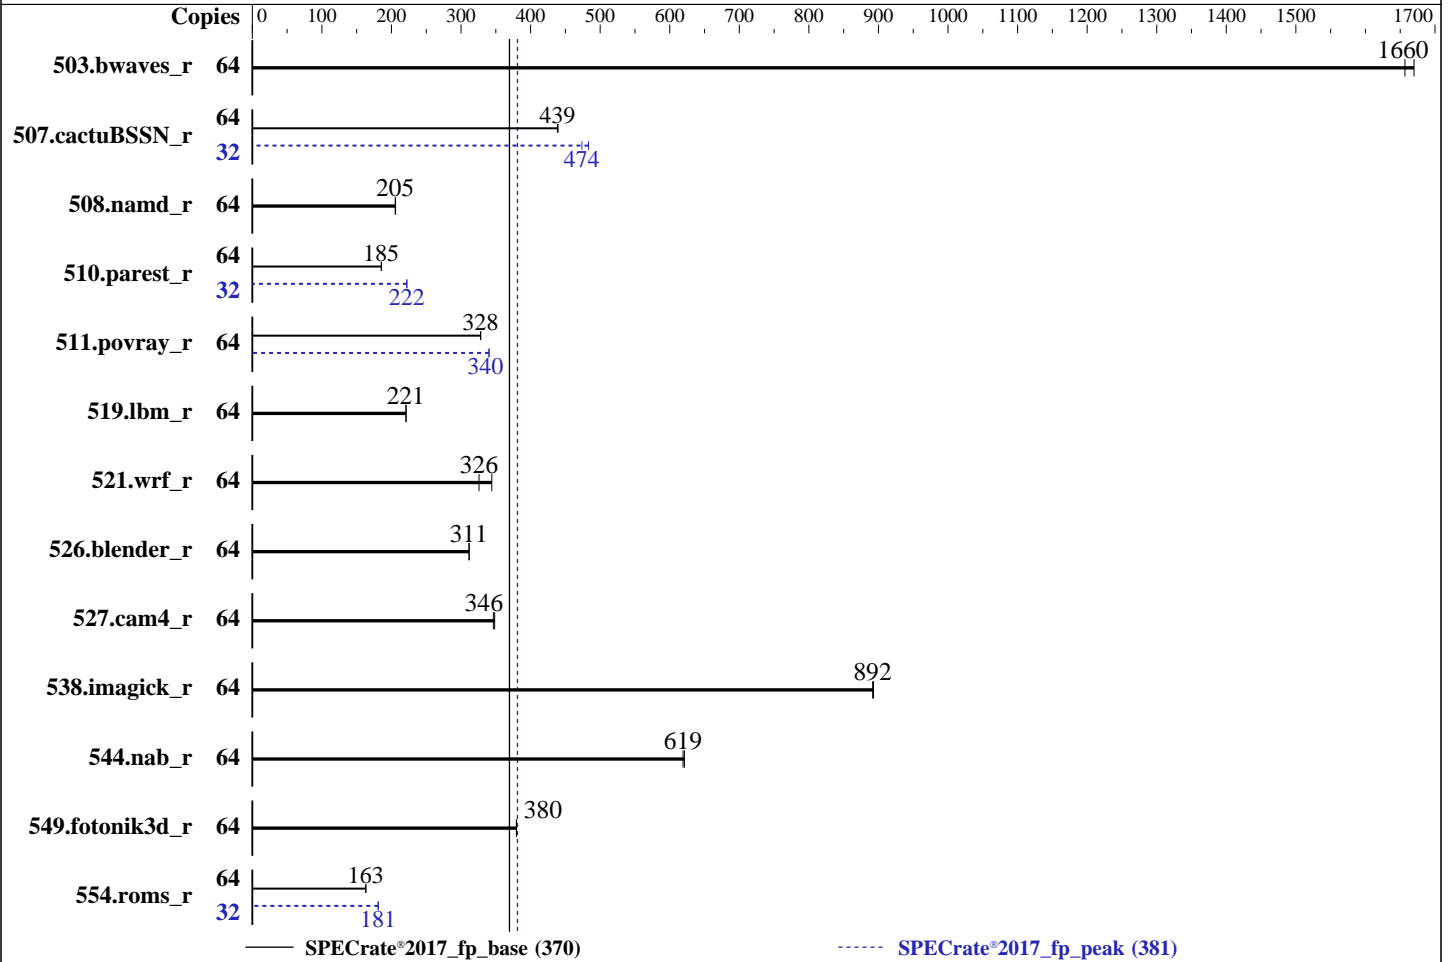 Copies 0 100 200 300 400 500 600 700 800 900 1000 1100 1200 1300 1400 1500 1700
503.bwaves_r 64 1660
507.cactuBSSN_r 64 439
32 474
508.namd_r 64 205
510.parest_r 64 185
32 222
511.povray_r 64 328
340
519.lbm_r 64 221
521.wrf_r 64 326
526.blender_r 64 311
527.cam4_r 64 346
538.imagick_r 64 892
544.nab_r 64 619
549.fotonik3d_r 64 380
554.roms_r 64 163
32 181
SPECrate®2017_fp_base (370) SPECrate®2017_fp_peak (381)